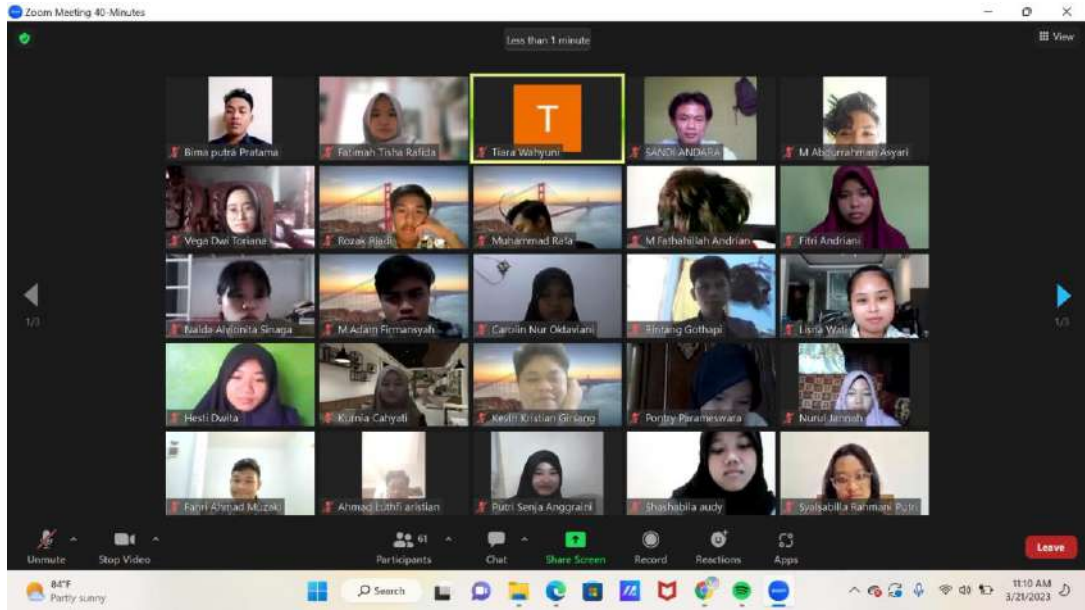 Zoom Meeting 40-Minutes
Less than 1 minute
View
Bima putra Pratama
Fatimah Tisha Rafida
T
Tiara Wahyuni
SANDI ANDARA
M Abdurrahman Asyari
Vega Dwi Toriana
Rozak Rjadi
Muhammad Rafa
M Fathahillah Andrian
Fitri Andriani
Naida Alvionita Sinaga
M Adam Firmansyah
Carolin Nur Oktaviani
Bintang Gothapi
Lisna Wati
1/3
1/3
Hesti Dwita
Kurnia Cahyati
Kevin Kristian Girsang
Pontry Parameswara
Nurul Jannah
Fahri Ahmad Muzaki
Ahmad Luthfi aristian
Putri Senja Anggraini
Shashabila audy
Syalsabilla Rahmani Putri
Unmute
Stop Video
61
Participants
Chat
Share Screen
Record
Reactions
Apps
Leave
84°F
Partly sunny
Search
11:10 AM
3/21/2023